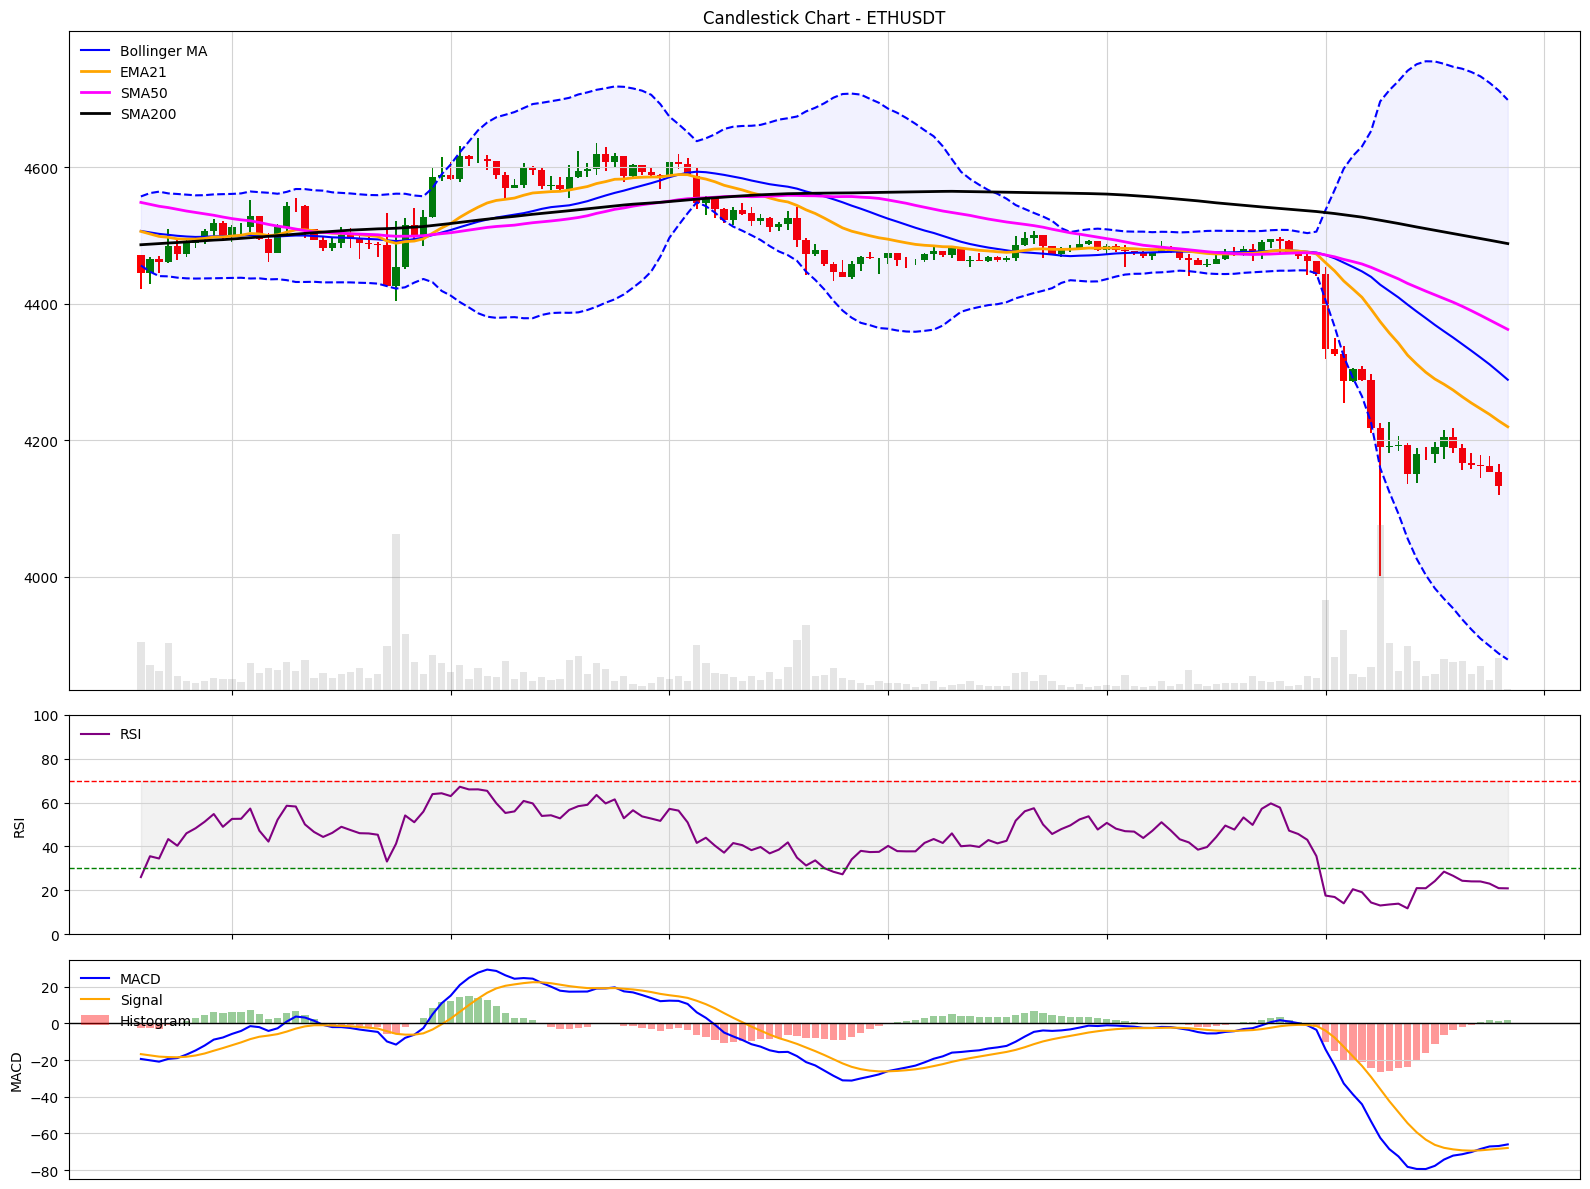 Candlestick Chart - ETHUSDT
Bollinger MA
EMA21
SMA50
SMA200
4600
4400
4200
4000
RSI
100
80
60
40
20
0
RSI
MACD
Signal
Histogram
20
0
−20
−40
−60
−80
MACD